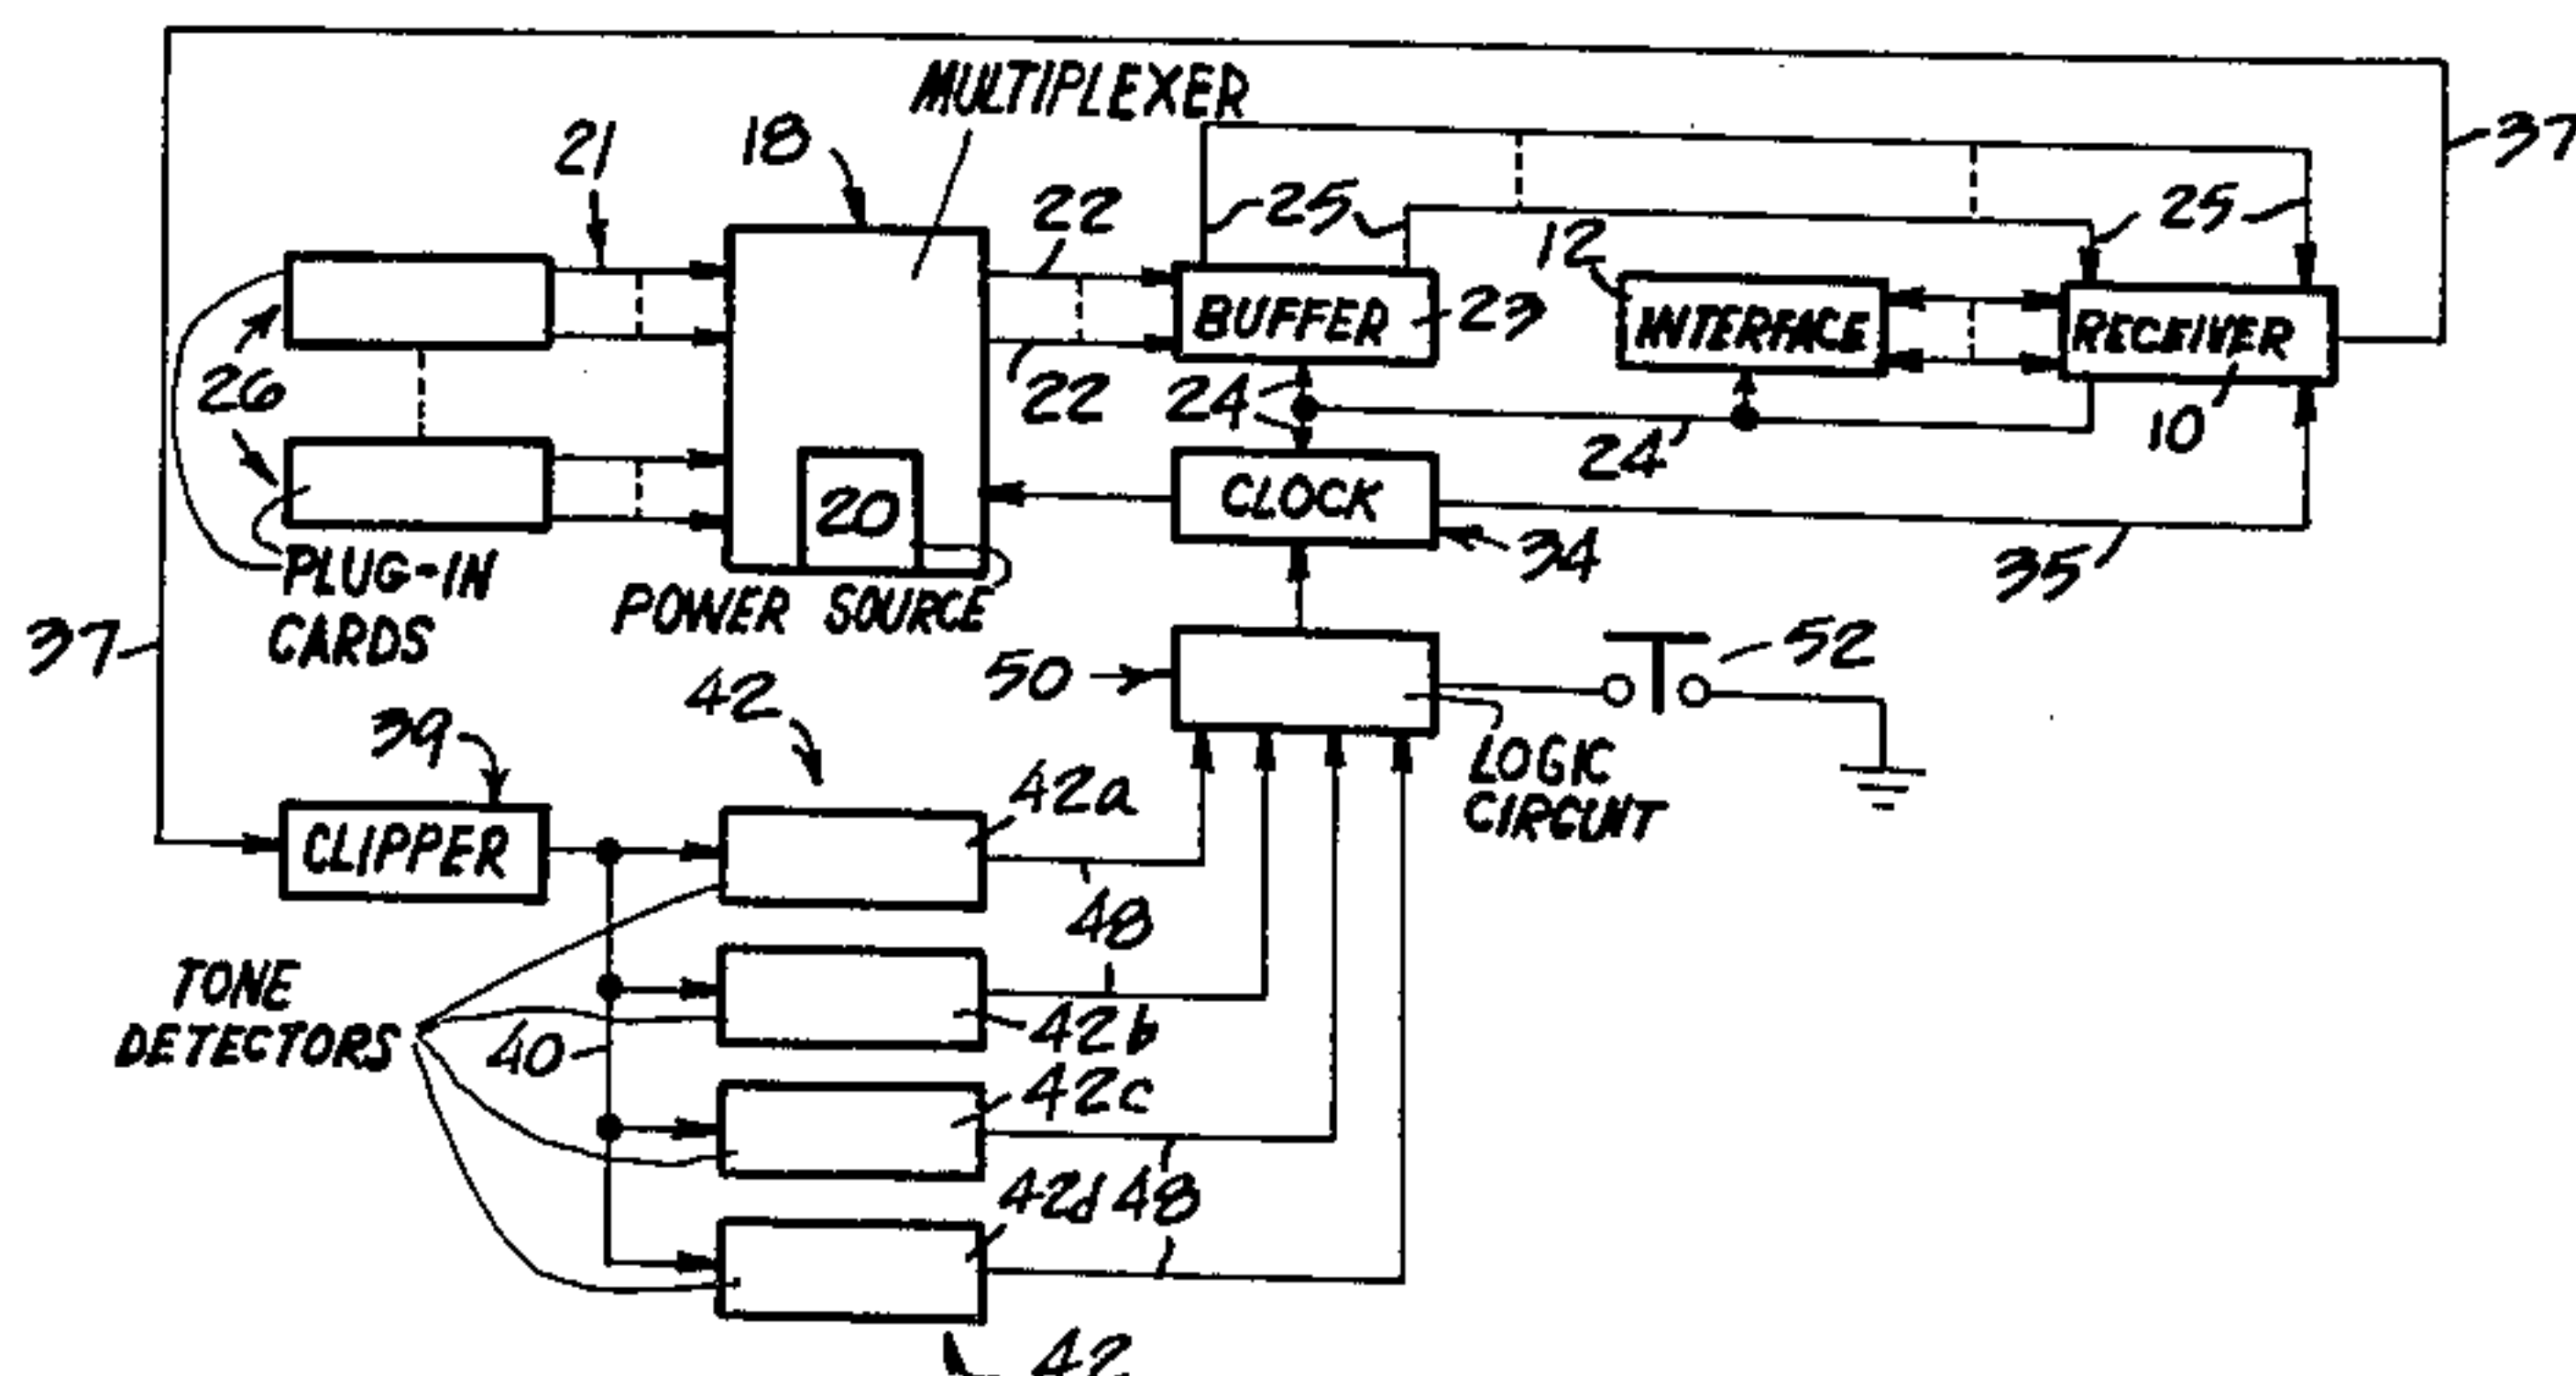 MULTIPLEXER
37
21
18
22
25
25
12
BUFFER
23
INTERFACE
RECEIVER
26
22
24
24
10
20
CLOCK
34
35
PLUG-IN
CARDS
POWER SOURCE
37
50
52
42
39
LOGIC
CIRCUIT
42a
CLIPPER
48
TONE
DETECTORS
40
42b
42c
42d
48
42